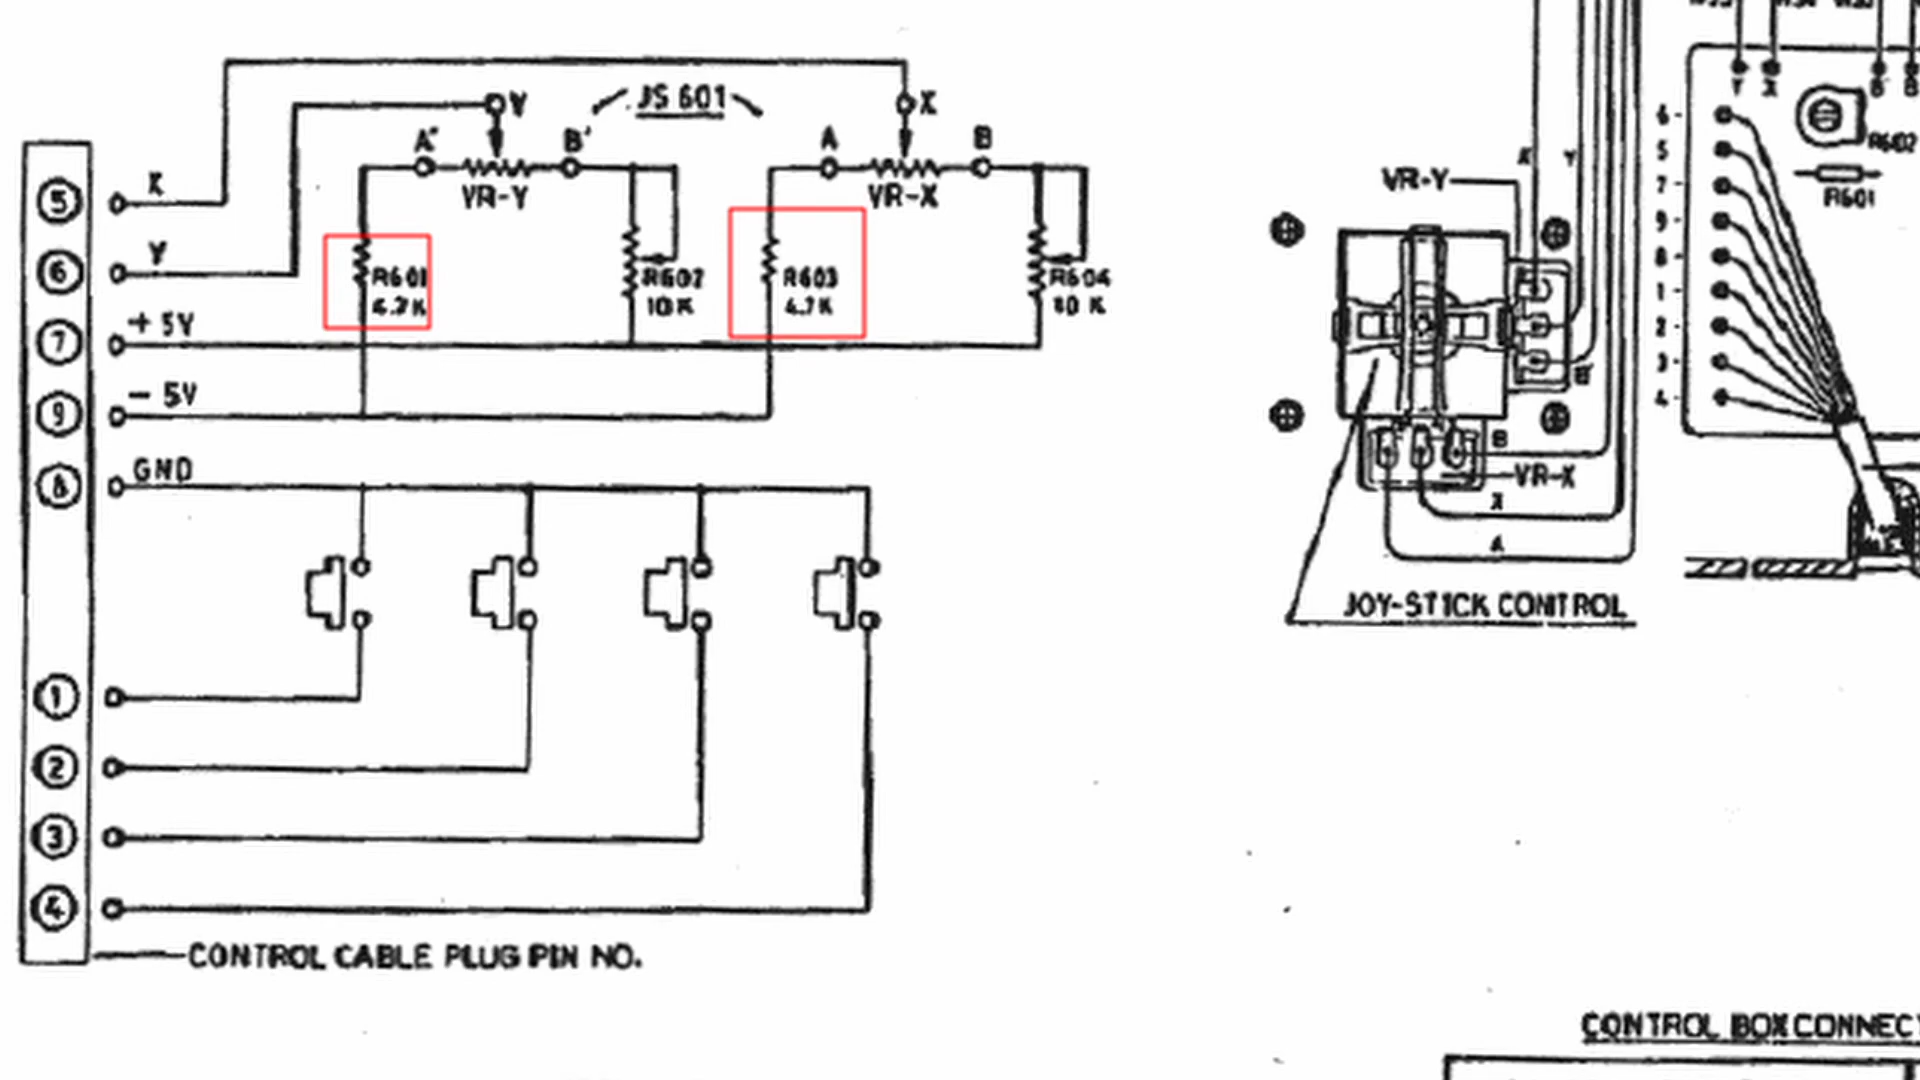 JS 601
Y
X
A'
B'
A
B
VR-Y
VR-X
5
X
6
Y
R601
4.7K
R602
10K
R603
4.7K
R604
10 K
7
+ 5V
9
- 5V
8
GND
1
2
3
4
CONTROL CABLE PLUG PIN NO.
VR-Y
X
Y
B'
B
VR-X
X
A
JOY-STICK CONTROL
Y
X
6-
5
7-
9-
8-
1-
2-
3-
4-
R602
R601
CONTROL BOX CONNECT